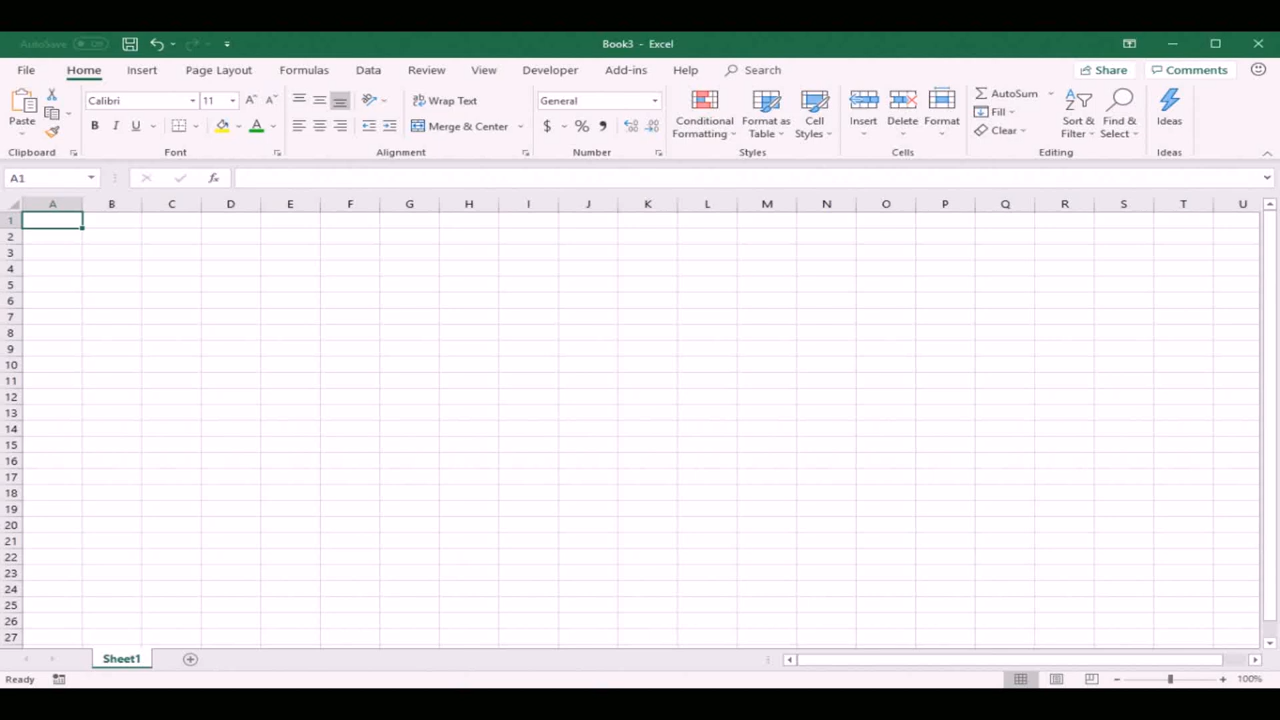 AutoSave On Book3 - Excel
File Home Insert Page Layout Formulas Data Review View Developer Add-ins Help Search Share Comments
Calibri 11 Wrap Text General AutoSum
Paste Conditional Format as Cell Insert Delete Format Fill Sort & Find & Ideas
B I U A Merge & Center $ % , Formatting Table Styles Clear Filter Select
Clipboard Font Alignment Number Styles Cells Editing Ideas
A1 fx
A B C D E F G H I J K L M N O P Q R S T U
1
2
3
4
5
6
7
8
9
10
11
12
13
14
15
16
17
18
19
20
21
22
23
24
25
26
27
Sheet1
Ready 100%